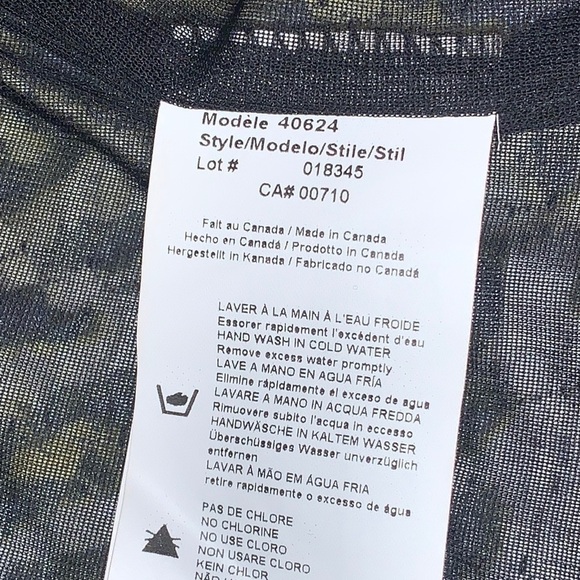 Modèle 40624
Style/Modelo/Stile/Stil
Lot # 018345
CA# 00710
Fait au Canada / Made in Canada
Hecho en Canadá / Prodotto in Canada
Hergestellt in Kanada / Fabricado no Canadá
LAVER À LA MAIN À L'EAU FROIDE
Essorer rapidement l'excédent d'eau
HAND WASH IN COLD WATER
Remove excess water promptly
LAVE A MANO EN AGUA FRÍA
Elimine rápidamente el exceso de agua
LAVARE A MANO IN ACQUA FREDDA
Rimuovere subito l'acqua in eccesso
HANDWÄSCHE IN KALTEM WASSER
Überschüssiges Wasser unverzüglich
entfernen
LAVAR À MÃO EM ÁGUA FRIA
retire rapidamente o excesso de água
PAS DE CHLORE
NO CHLORINE
NO USE CLORO
NON USARE CLORO
KEIN CHLOR